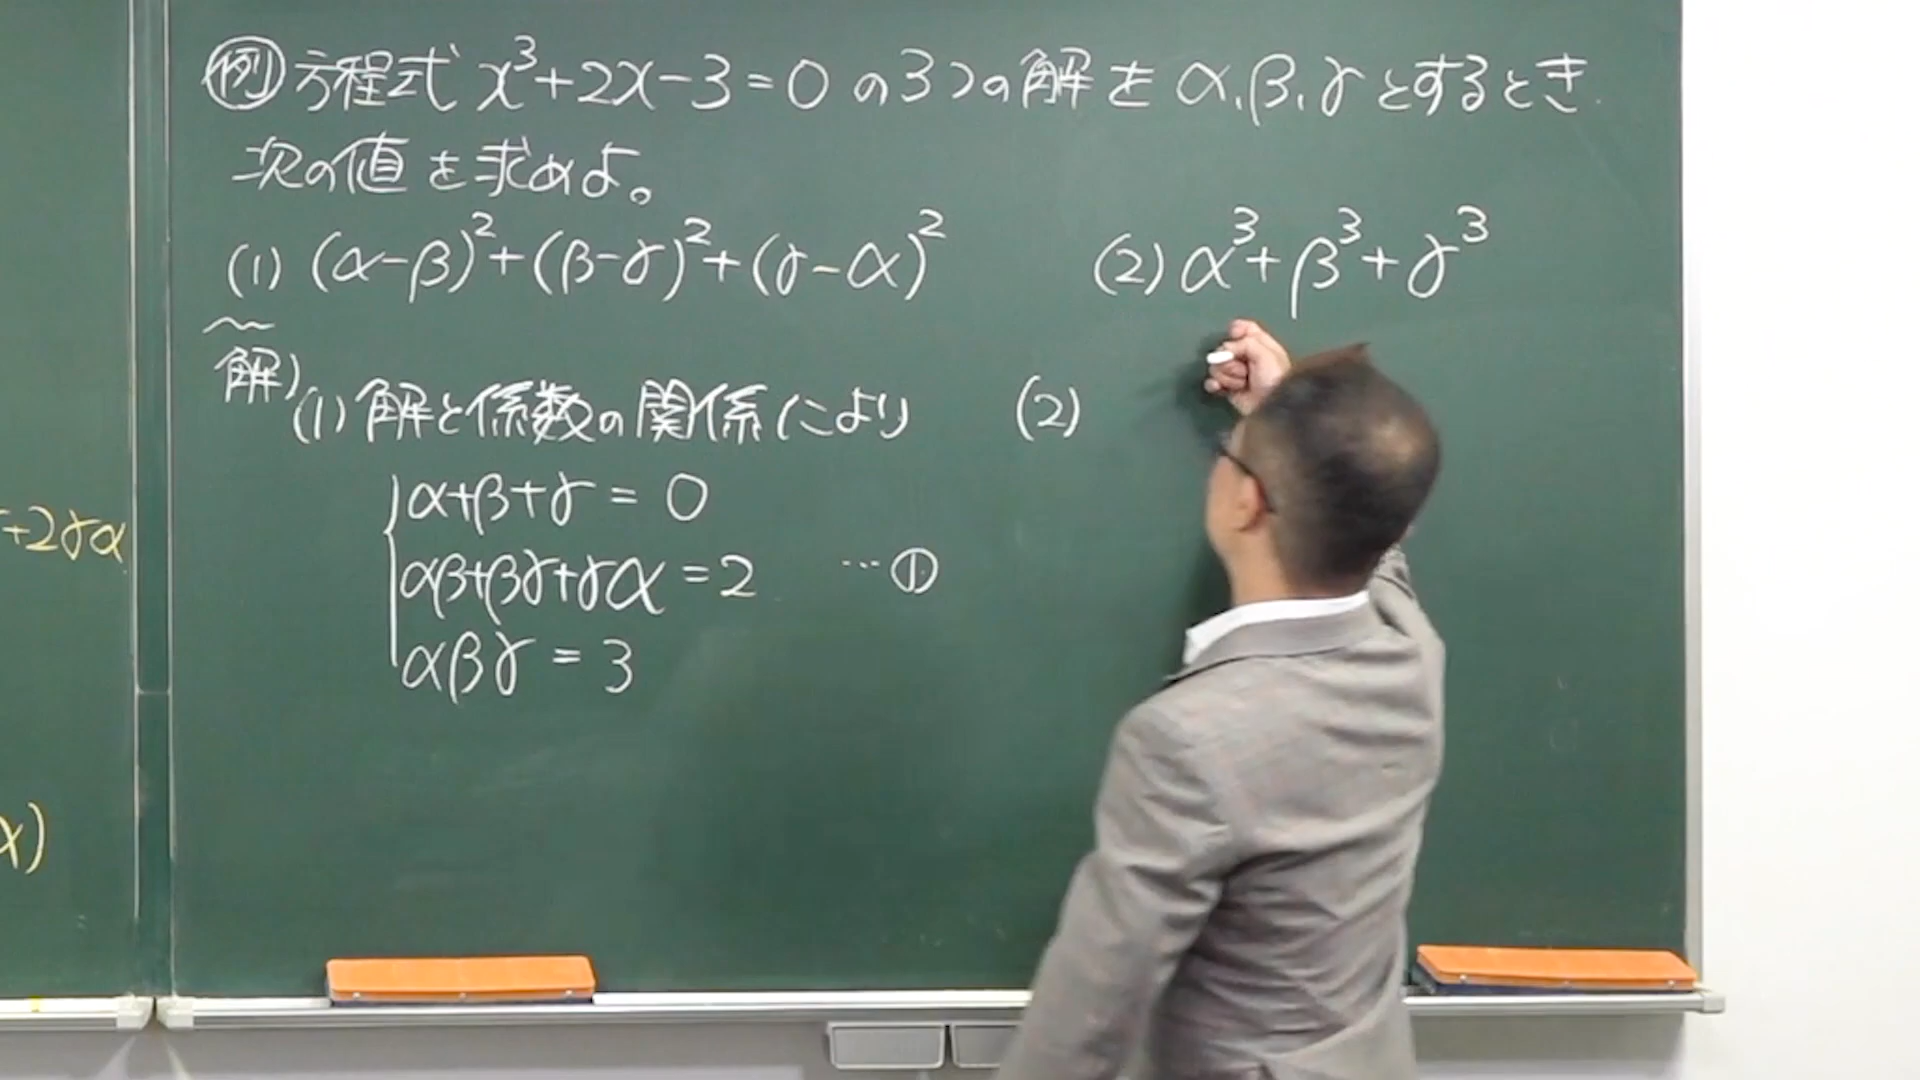 +2γα
x)
例 方程式 x³+2x-3=0 の3つの解を α,β,γ とするとき
次の値を求めよ。
(1) (α-β)²+(β-γ)²+(γ-α)²
(2) α³+β³+γ³
解)
(1) 解と係数の関係により
α+β+γ = 0
αβ+βγ+γα = 2 …①
αβγ = 3
(2)